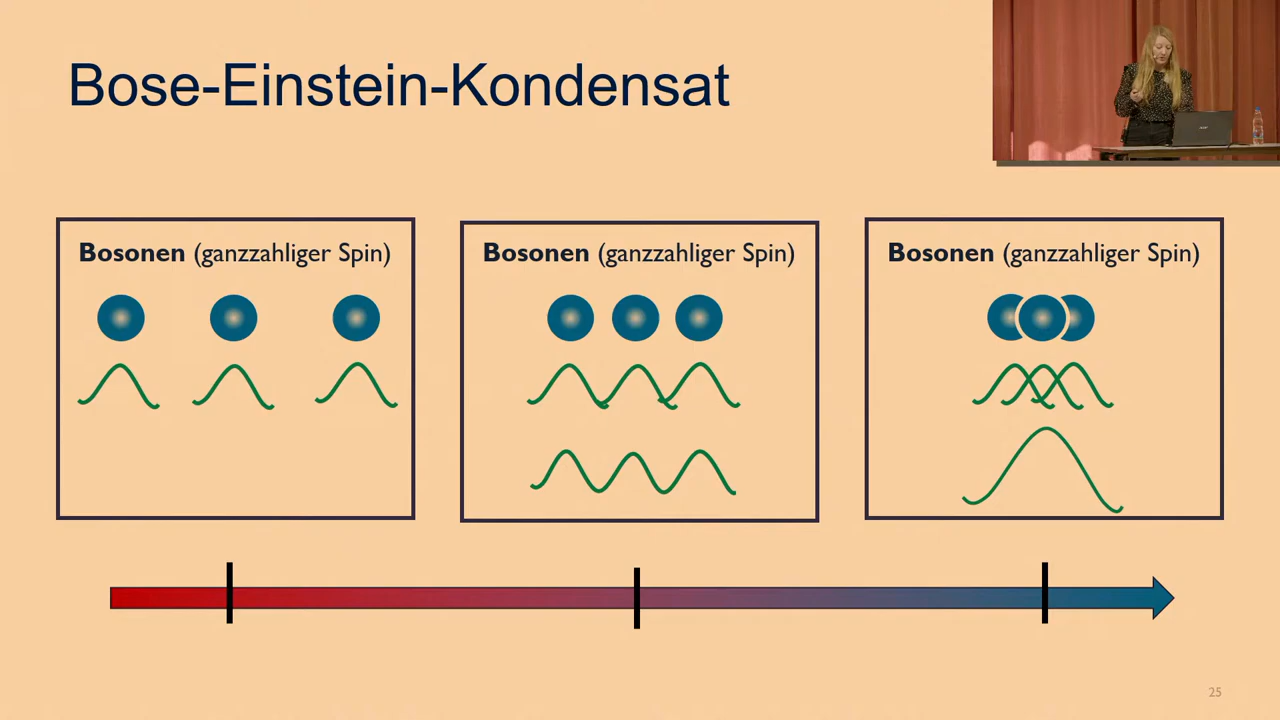 Bose-Einstein-Kondensat
Bosonen (ganzzahliger Spin)
Bosonen (ganzzahliger Spin)
Bosonen (ganzzahliger Spin)
25